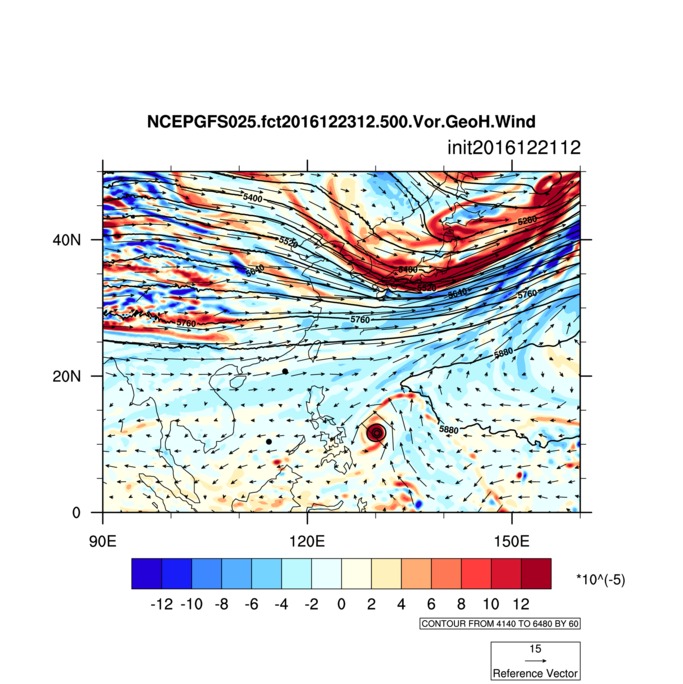 NCEPGFS025.fct2016122312.500.Vor.GeoH.Wind
init2016122112
5400
5280
40N
5520
5640
5400
5640
5760
5760
5760
5880
20N
5880
0
90E 120E 150E
-12 -10 -8 -6 -4 -2 0 2 4 6 8 10 12
*10^(-5)
CONTOUR FROM 4140 TO 6480 BY 60
15
Reference Vector